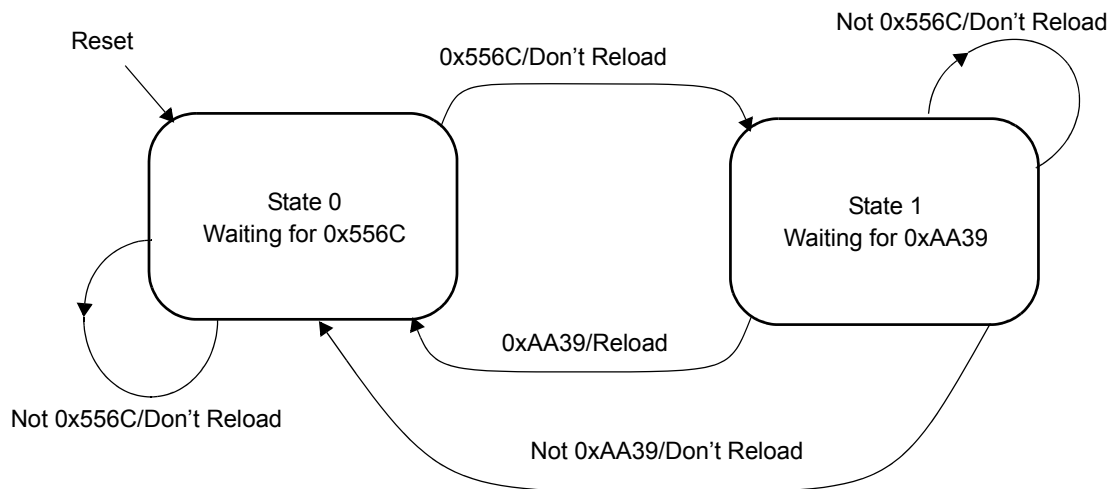 Reset
0x556C/Don’t Reload
Not 0x556C/Don’t Reload
State 0
Waiting for 0x556C
State 1
Waiting for 0xAA39
0xAA39/Reload
Not 0x556C/Don’t Reload
Not 0xAA39/Don’t Reload